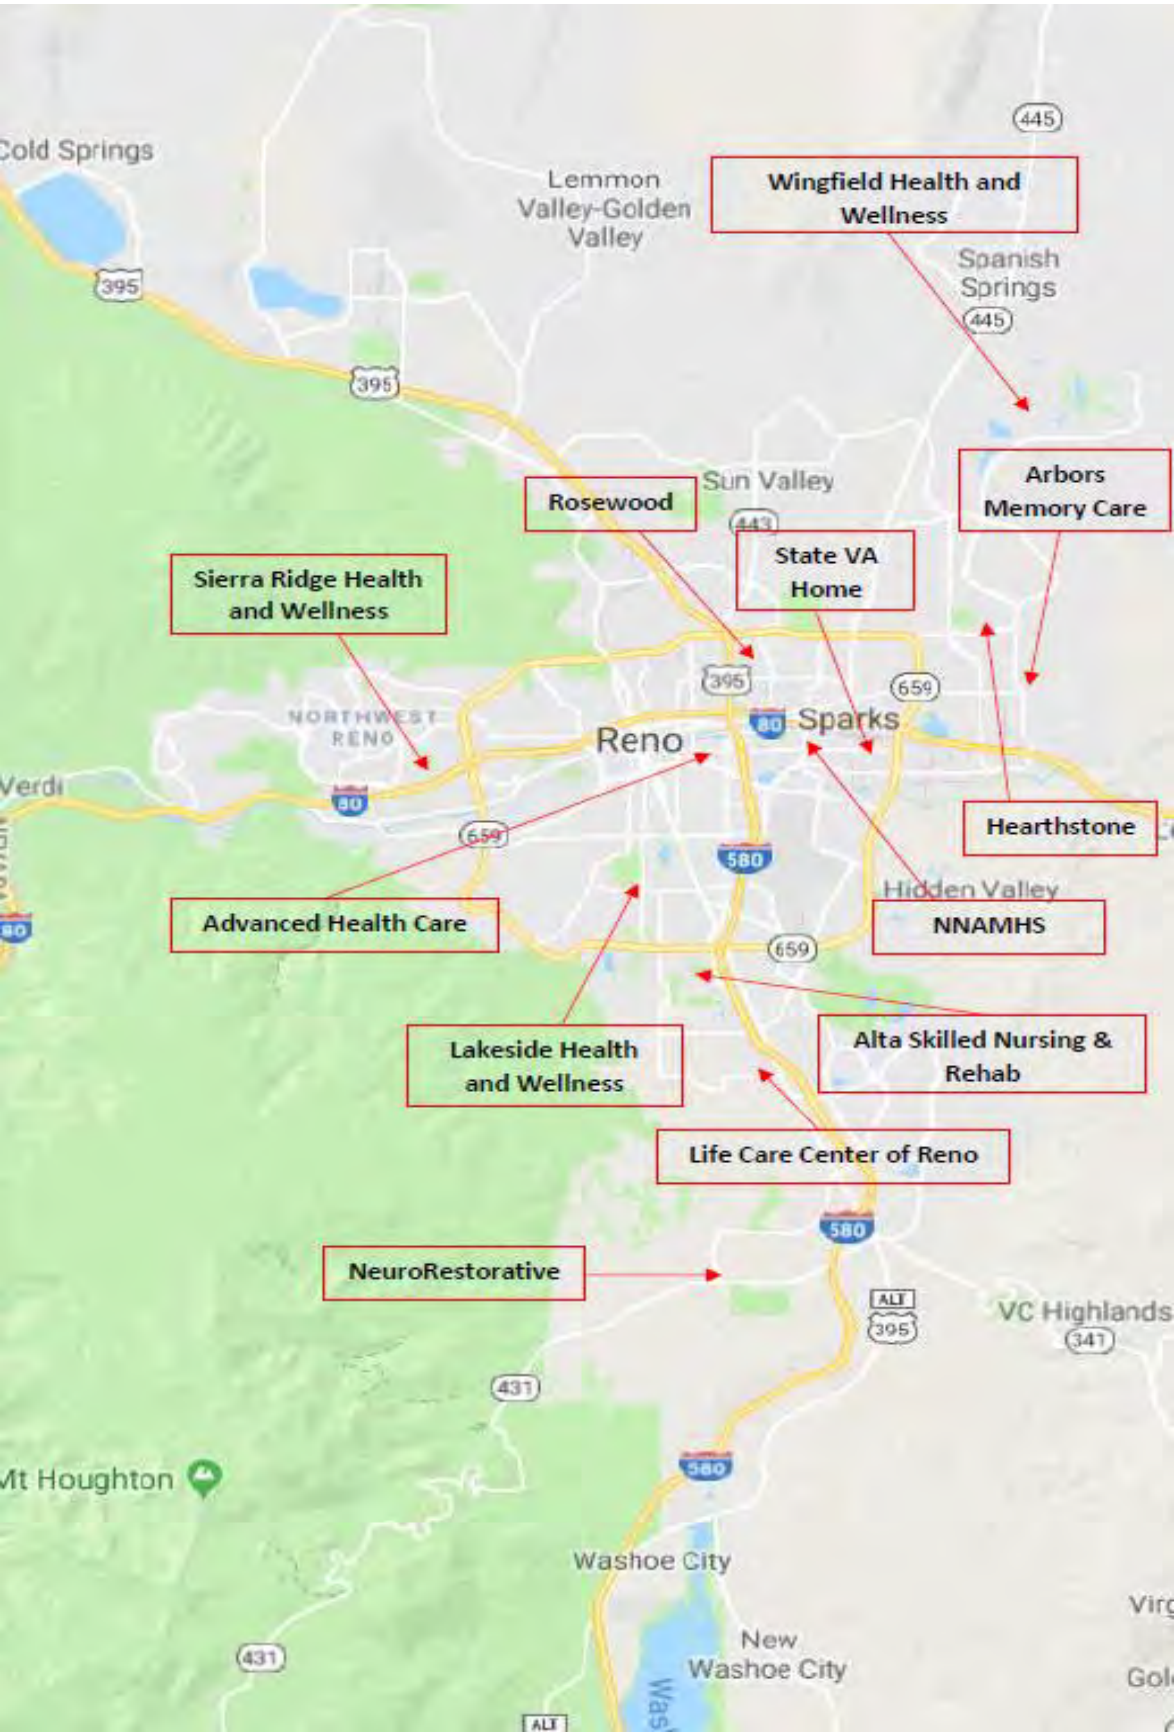 445
Cold Springs
Wingfield Health and
Wellness
Lemmon
Valley-Golden
Valley
Spanish
Springs
395
445
395
Arbors
Memory Care
Sun Valley
Rosewood
443
State VA
Home
Sierra Ridge Health
and Wellness
395
659
NORTHWEST
RENO
80
Sparks
Reno
Verdi
80
Hearthstone
659
580
Hidden Valley
Advanced Health Care
NNAMHS
80
659
Lakeside Health
and Wellness
Alta Skilled Nursing &
Rehab
Life Care Center of Reno
580
NeuroRestorative
ALT
395
VC Highlands
341
431
580
Mt Houghton
Washoe City
Virg
New
Washoe City
431
Gol
Was
ALT